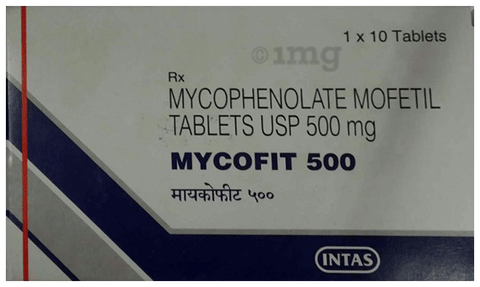 1 x 10 Tablets
©1mg
Rx
MYCOPHENOLATE MOFETIL
TABLETS USP 500 mg
MYCOFIT 500
मायकोफीट ५००
INTAS